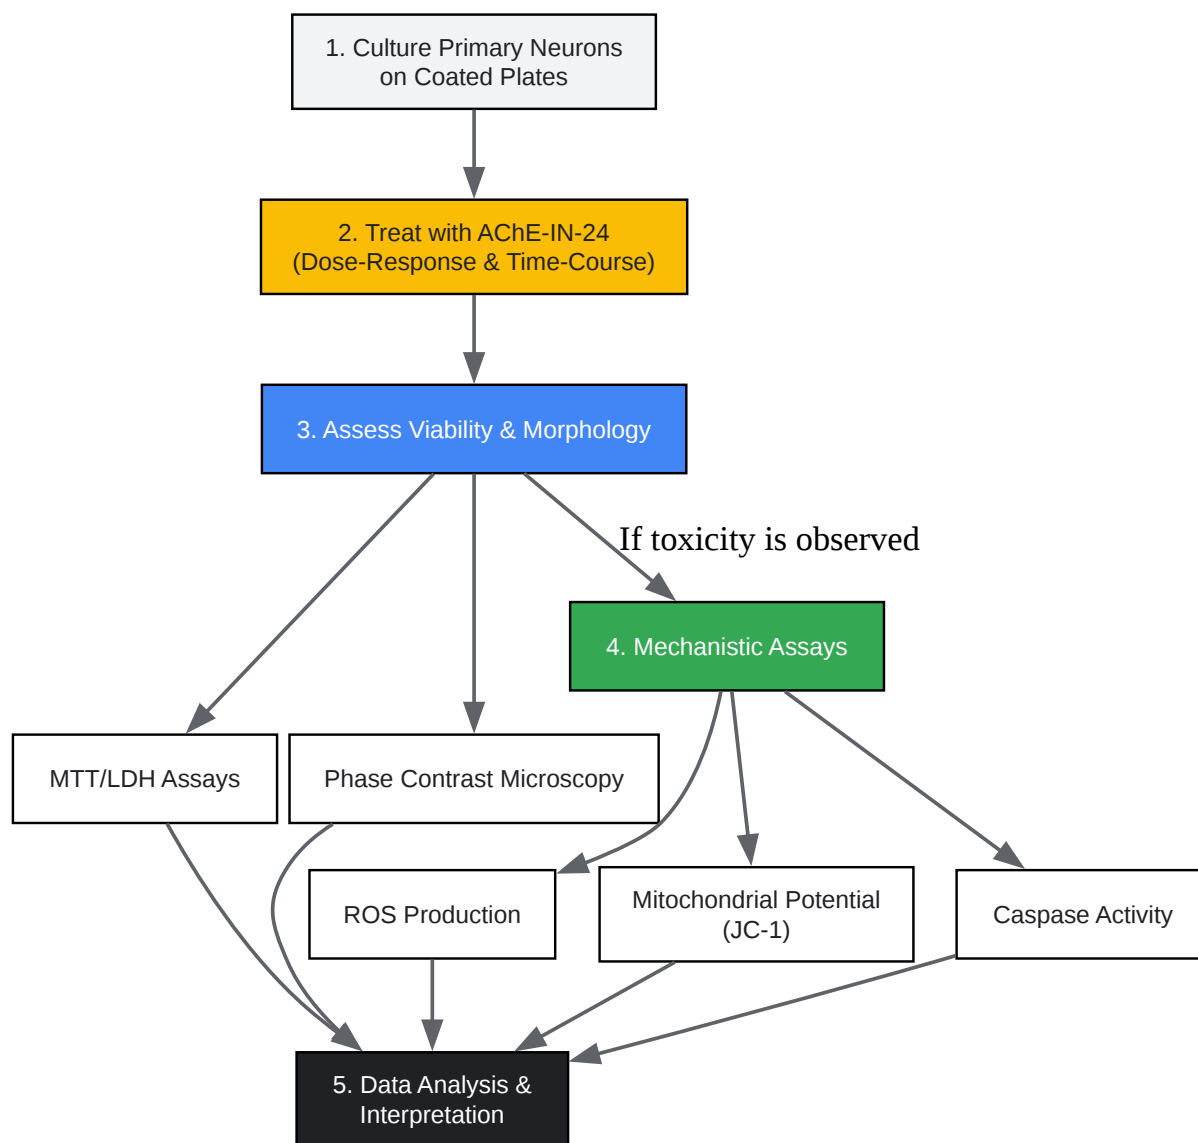 1. Culture Primary Neurons
on Coated Plates
2. Treat with AChE-IN-24
(Dose-Response & Time-Course)
3. Assess Viability & Morphology
If toxicity is observed
4. Mechanistic Assays
MTT/LDH Assays
Phase Contrast Microscopy
ROS Production
Mitochondrial Potential
(JC-1)
Caspase Activity
5. Data Analysis &
Interpretation